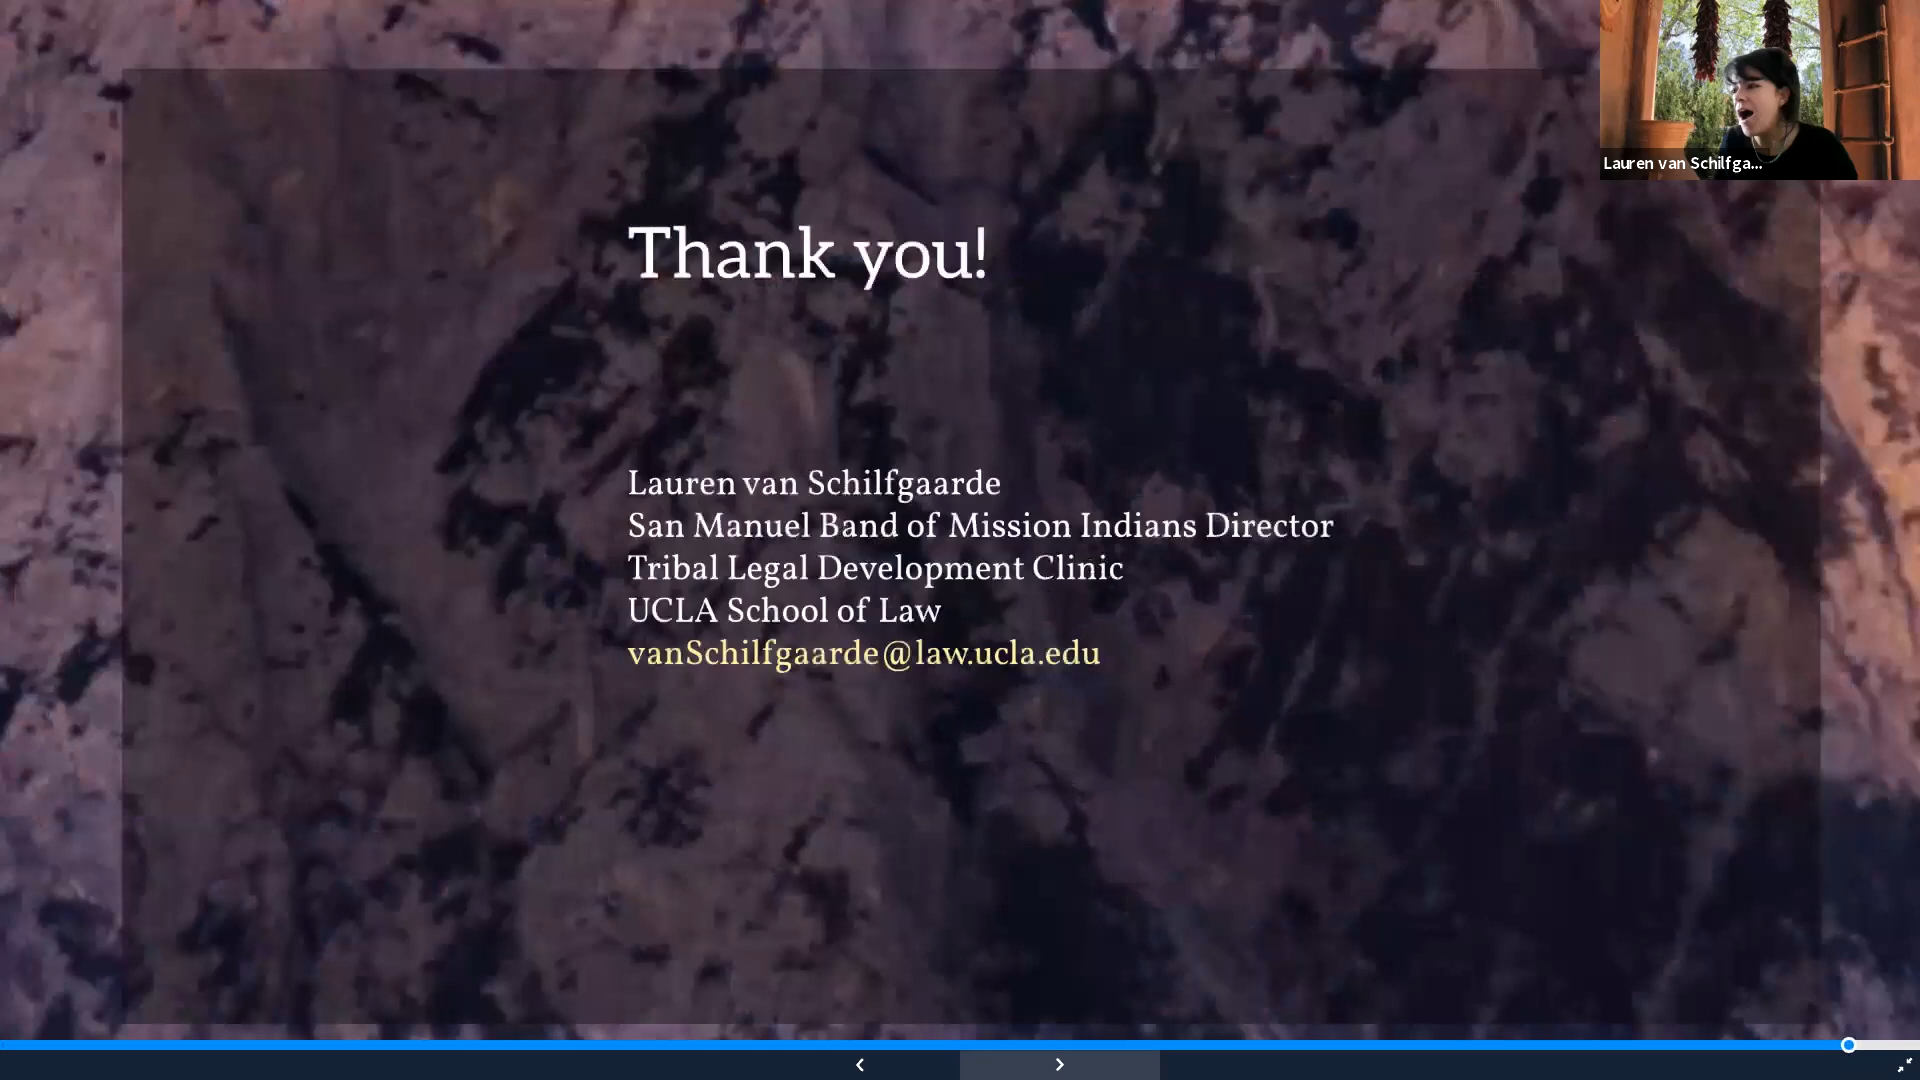 Lauren van Schilfga...
Thank you!
Lauren van Schilfgaarde
San Manuel Band of Mission Indians Director
Tribal Legal Development Clinic
UCLA School of Law
vanSchilfgaarde@law.ucla.edu